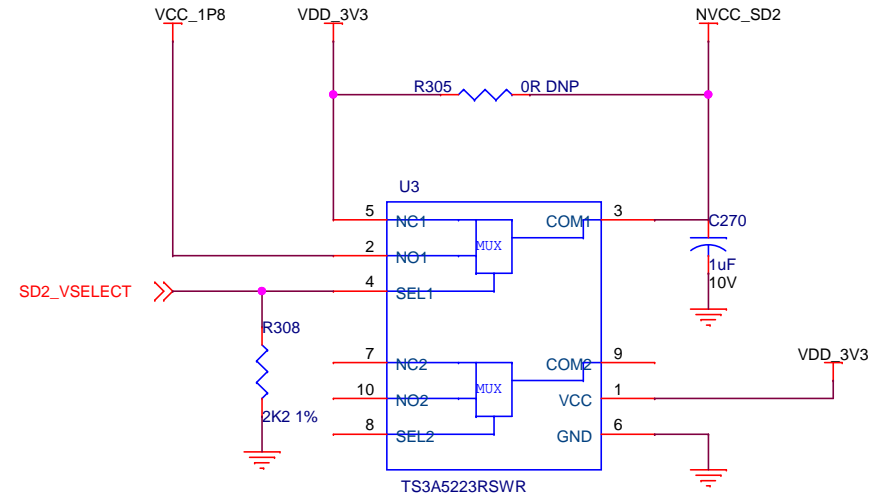 VCC_1P8 VDD_3V3 NVCC_SD2
R305 0R DNP
U3
5 NC1 COM1 3
C270
MUX
2 NO1
1uF
10V
SD2_VSELECT 4 SEL1
R308
7 NC2 COM2 9
VDD_3V3
MUX
10 NO2 VCC 1
2K2 1%
8 SEL2 GND 6
TS3A5223RSWR